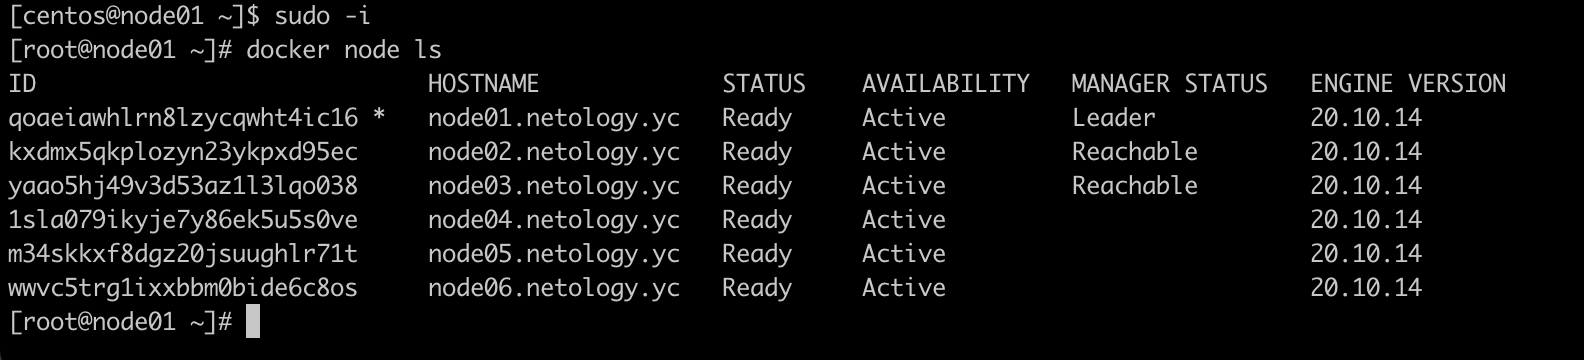 [centos@node01 ~]$ sudo -i
[root@node01 ~]# docker node ls
ID                            HOSTNAME            STATUS    AVAILABILITY   MANAGER STATUS   ENGINE VERSION
qoaeiawhlrn8lzycqwht4ic16 *   node01.netology.yc   Ready     Active         Leader           20.10.14
kxdmx5qkplozyn23ykpxd95ec     node02.netology.yc   Ready     Active         Reachable        20.10.14
yaao5hj49v3d53az1l3lqo038     node03.netology.yc   Ready     Active         Reachable        20.10.14
1sla079ikyje7y86ek5u5s0ve     node04.netology.yc   Ready     Active                          20.10.14
m34skkxf8dgz20jsuughlr71t     node05.netology.yc   Ready     Active                          20.10.14
wwvc5trg1ixxbbm0bide6c8os     node06.netology.yc   Ready     Active                          20.10.14
[root@node01 ~]#